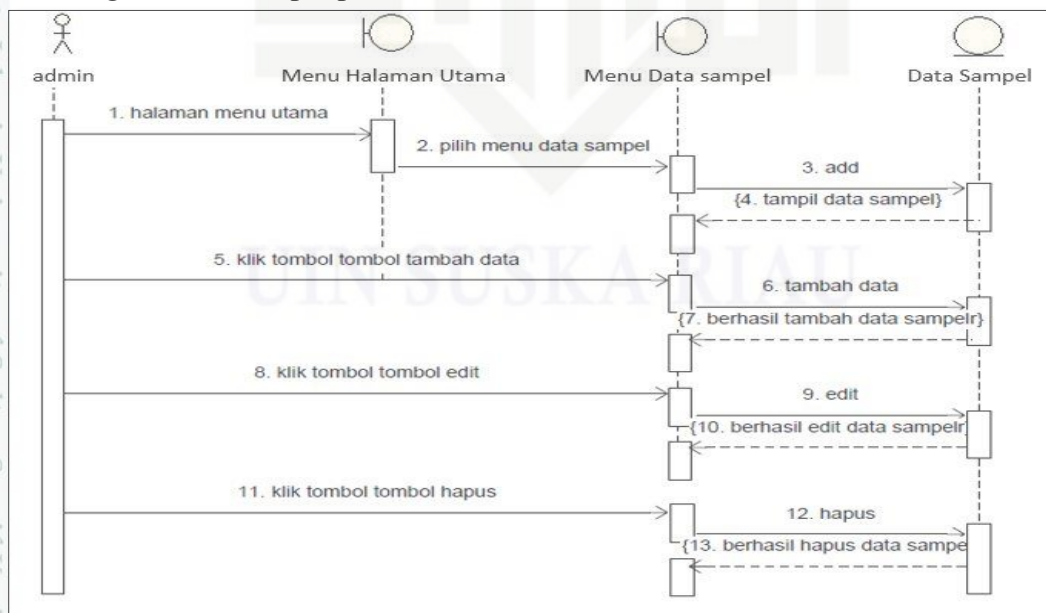 admin
Menu Halaman Utama
Menu Data sampel
Data Sampel
1. halaman menu utama
2. pilih menu data sampel
3. add
{4. tampil data sampel}
5. klik tombol tombol tambah data
6. tambah data
UIN SUSKA RIAU
{7. berhasil tambah data sampelr}
8. klik tombol tombol edit
9. edit
{10. berhasil edit data sampelr}
11. klik tombol tombol hapus
12. hapus
{13. berhasil hapus data sampe